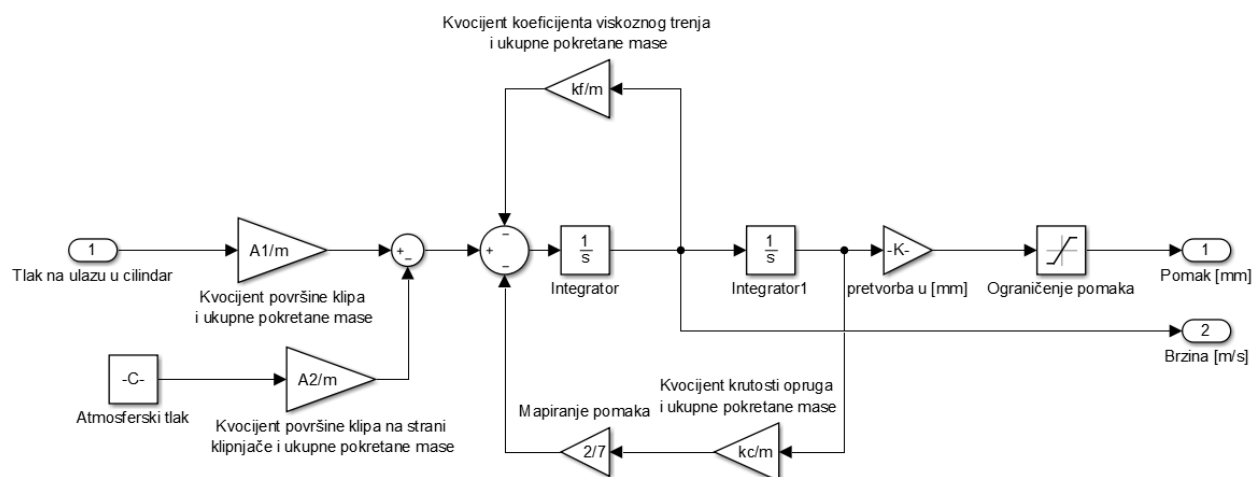 Kvocijent koeficijenta viskoznog trenja
i ukupne pokretane mase
kf/m
1
Tlak na ulazu u cilindar
A1/m
Kvocijent površine klipa
i ukupne pokretane mase
+
−
+
−
−
1
s
Integrator
1
s
Integrator1
-K-
pretvorba u [mm]
Ograničenje pomaka
1
Pomak [mm]
2
Brzina [m/s]
-C-
Atmosferski tlak
A2/m
Kvocijent površine klipa na strani
klipnjače i ukupne pokretane mase
Mapiranje pomaka
2/7
Kvocijent krutosti opruga
i ukupne pokretane mase
kc/m